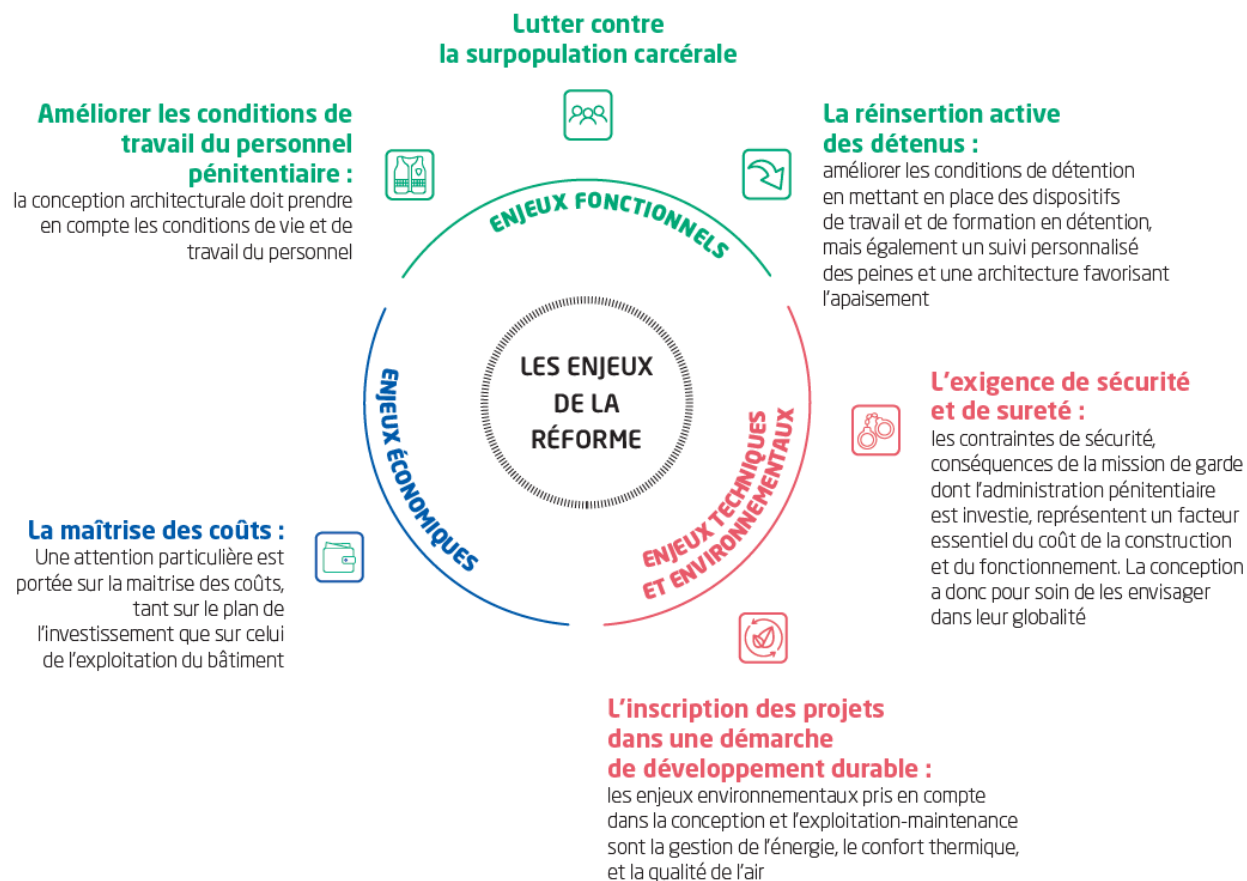 Lutter contre
la surpopulation carcérale
Améliorer les conditions de
travail du personnel
pénitentiaire :
la conception architecturale doit prendre
en compte les conditions de vie et de
travail du personnel
La réinsertion active
des détenus :
améliorer les conditions de détention
en mettant en place des dispositifs
de travail et de formation en détention,
mais également un suivi personnalisé
des peines et une architecture favorisant
l'apaisement
ENJEUX FONCTIONNELS
LES ENJEUX
DE LA
RÉFORME
ENJEUX ÉCONOMIQUES
ENJEUX TECHNIQUES
ET ENVIRONNEMENTAUX
L'exigence de sécurité
et de sureté :
les contraintes de sécurité,
conséquences de la mission de garde
dont l'administration pénitentiaire
est investie, représentent un facteur
essentiel du coût de la construction
et du fonctionnement. La conception
a donc pour soin de les envisager
dans leur globalité
La maîtrise des coûts :
Une attention particulière est
portée sur la maitrise des coûts,
tant sur le plan de
l'investissement que sur celui
de l'exploitation du bâtiment
L'inscription des projets
dans une démarche
de développement durable :
les enjeux environnementaux pris en compte
dans la conception et l'exploitation-maintenance
sont la gestion de l'énergie, le confort thermique,
et la qualité de l'air